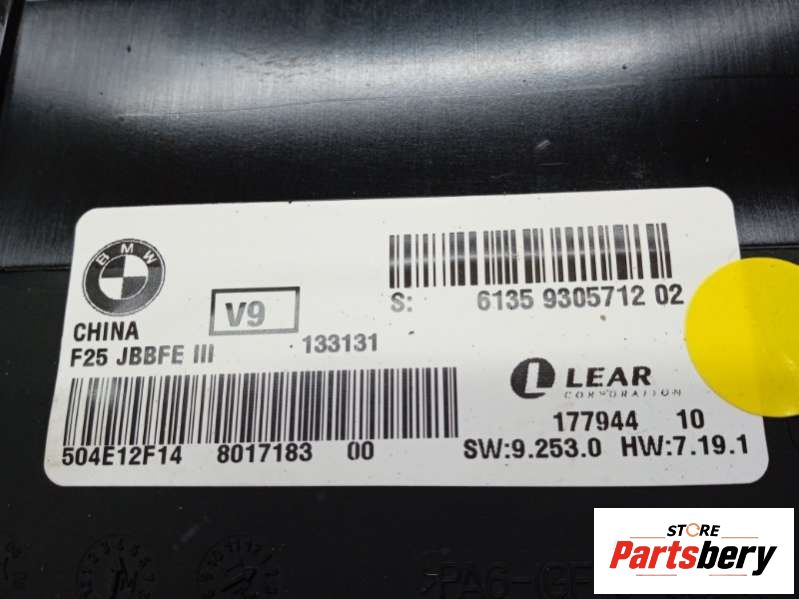 BMW
CHINA
V9
S: 6135 9305712 02
F25 JBBFE III 133131
LEAR
CORPORATION
177944 10
504E12F14 8017183 00
SW:9.253.0 HW:7.19.1
STORE
Partsbery